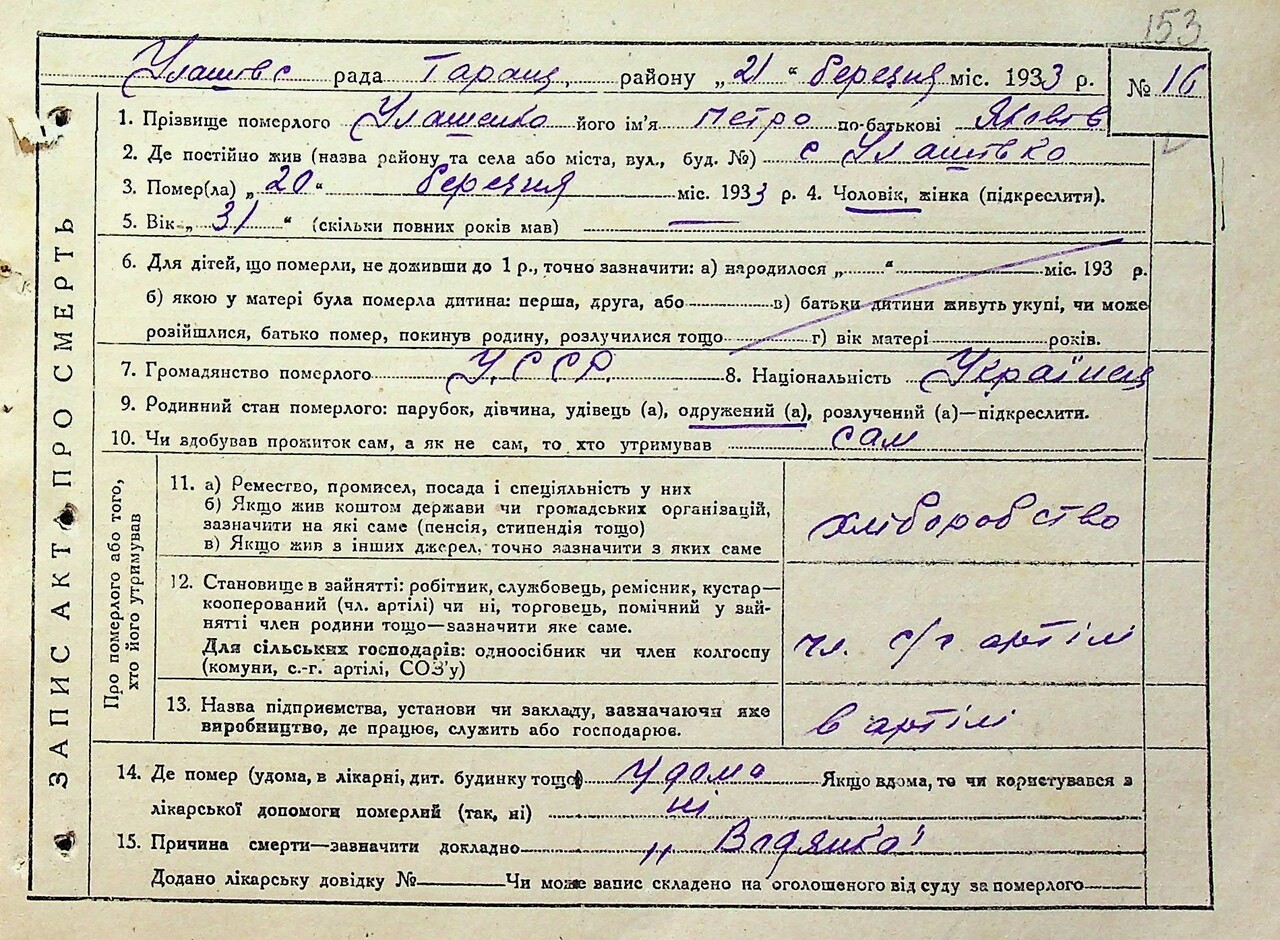 153
Улашівс рада Таращ. району „21“ березня міс. 1933 р. № 16
1. Прізвище померлого Улашенко його ім'я Петро по-батькові Яковов
2. Де постійно жив (назва району та села або міста, вул., буд. №) с Улашівко
3. Помер(ла) „20“ березня міс. 1933 р. 4. Чоловік, жінка (підкреслити).
5. Вік „31“ (скільки повних років мав)
6. Для дітей, що померли, не доживши до 1 р., точно зазначити: а) народилося „ “ міс. 193 р.
б) якою у матері була померла дитина: перша, друга, або в) батьки дитини живуть укупі, чи може
розійшлися, батько помер, покинув родину, розлучилися тощо г) вік матері років.
7. Громадянство померлого У.С.С.Р. 8. Національність Українец
9. Родинний стан померлого: парубок, дівчина, удівець (а), одружений (а), розлучений (а)—підкреслити.
10. Чи здобував прожиток сам, а як не сам, то хто утримував сам
ЗАПИС АКТА ПРО СМЕРТЬ
Про померлого або того,
хто його утримував
11. а) Ремество, промисел, посада і спеціяльність у них
б) Якщо жив коштом держави чи громадських організацій,
зазначити на які саме (пенсія, стипендія тощо)
в) Якщо жив з інших джерел, точно зазначити з яких саме
хліборобство
12. Становище в зайнятті: робітник, службовець, ремісник, кустар—
кооперований (чл. артілі) чи ні, торговець, помічний у зай-
нятті член родини тощо—зазначити яке саме.
Для сільських господарів: одноосібник чи член колгоспу
(комуни, с.-г. артілі, СОЗ'у)
чл. с/г артілі
13. Назва підприємства, установи чи закладу, зазначаючи яке
виробництво, де працює, служить або господарює.
в артілі
14. Де помер (удома, в лікарні, дит. будинку тощо) Удома Якщо вдома, то чи користувався з
лікарської допомоги померлий (так, ні) ні
15. Причина смерти—зазначити докладно „Водянка"
Додано лікарську довідку № Чи може запис складено на оголошеного від суду за померлого